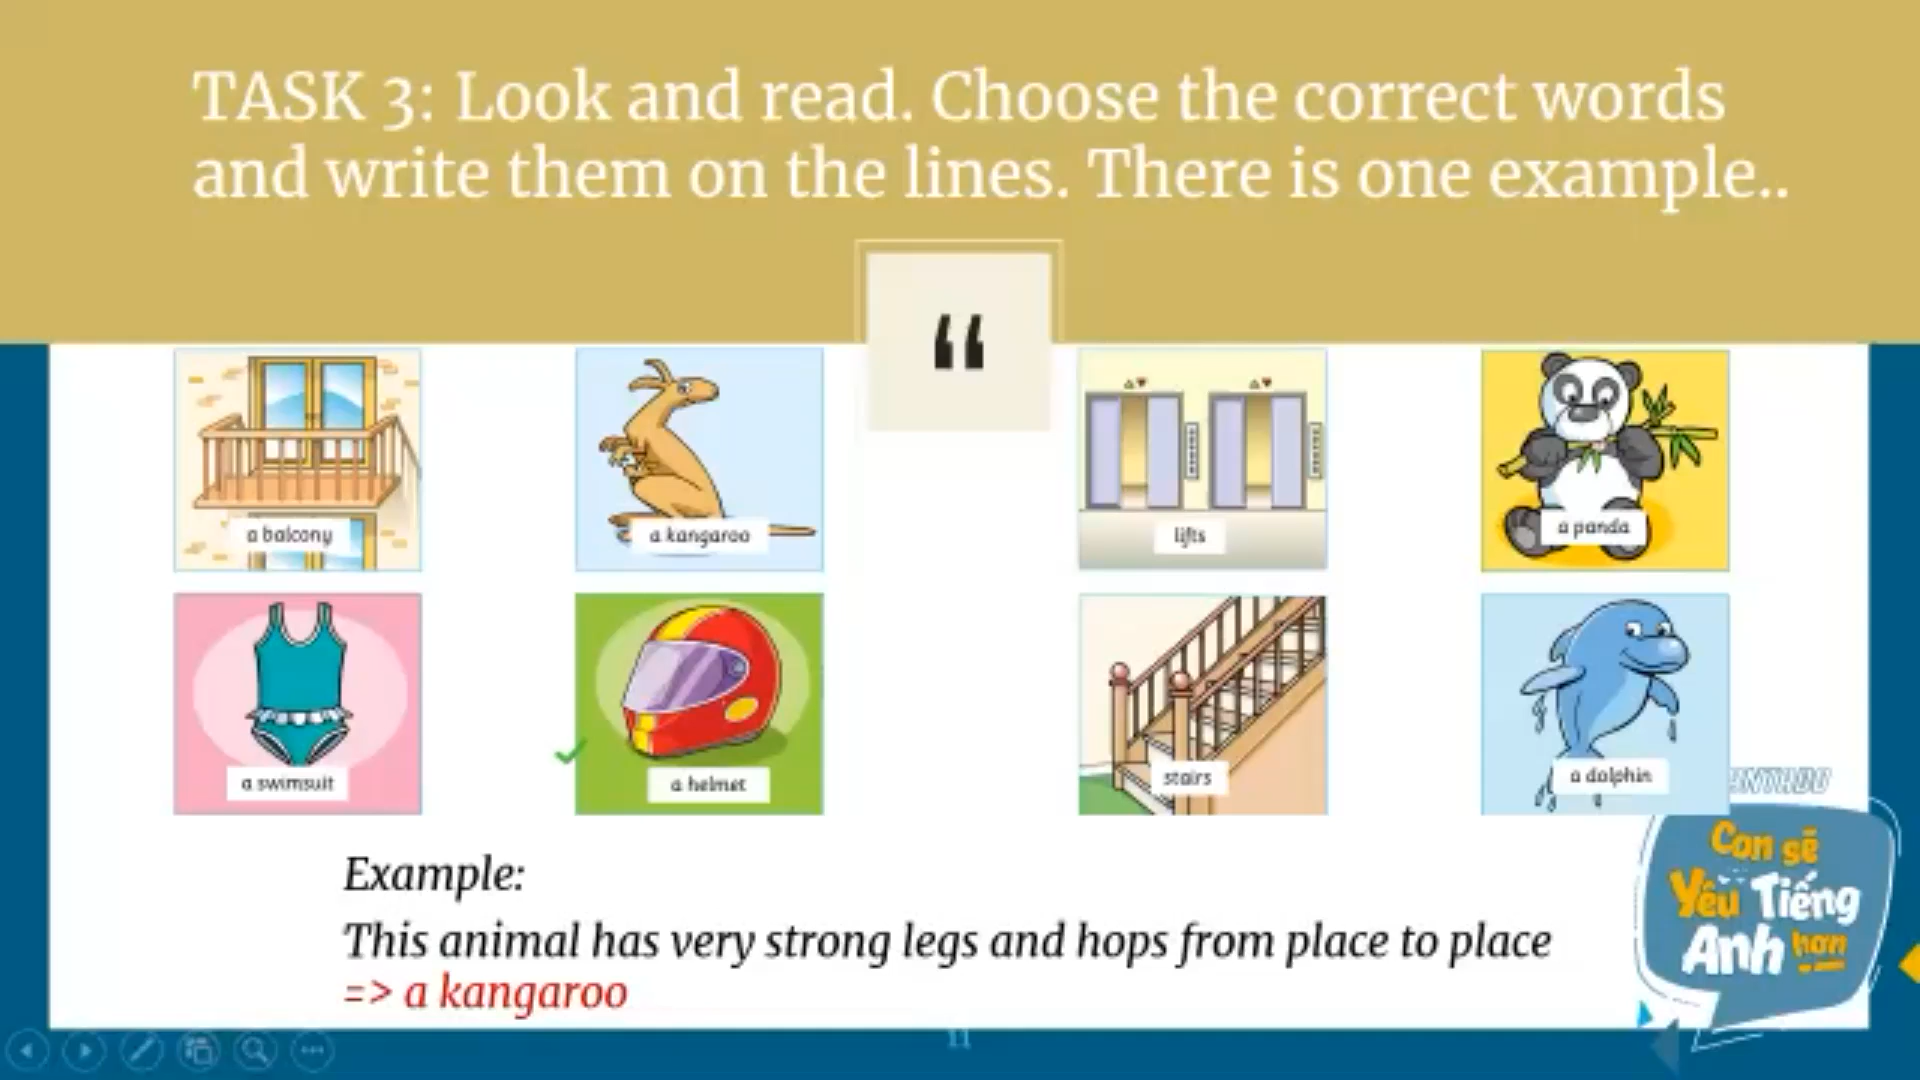 TASK 3: Look and read. Choose the correct words
and write them on the lines. There is one example..
“
a balcony
a kangaroo
lifts
a panda
a swimsuit
a helmet
stairs
a dolphin
Example:
This animal has very strong legs and hops from place to place
=> a kangaroo
Con sẽ
Yêu Tiếng
Anh hơn
11